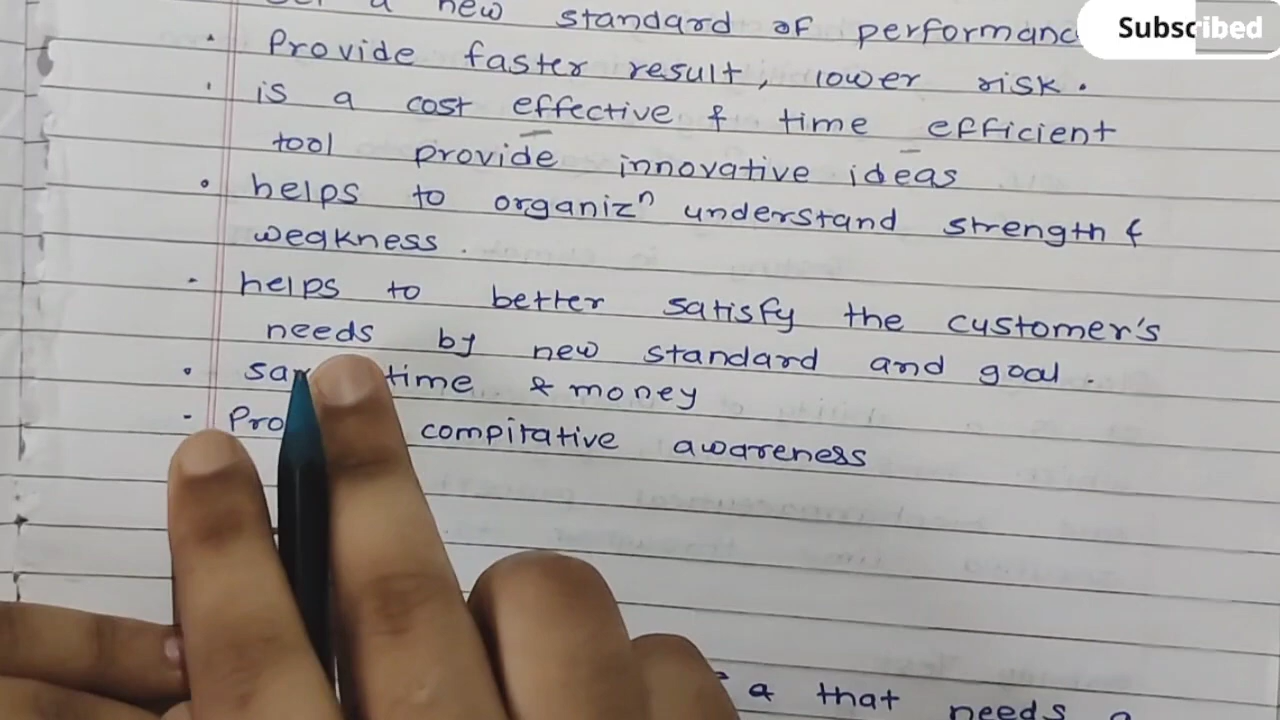 a new standard of performanc
Subscribed
Provide faster result, lower risk.
is a cost effective & time efficient
tool provide innovative ideas
helps to organizⁿ understand strength &
weakness.
helps to better satisfy the customer's
needs by new standard and goal.
time & money
compitative awareness
a that needs